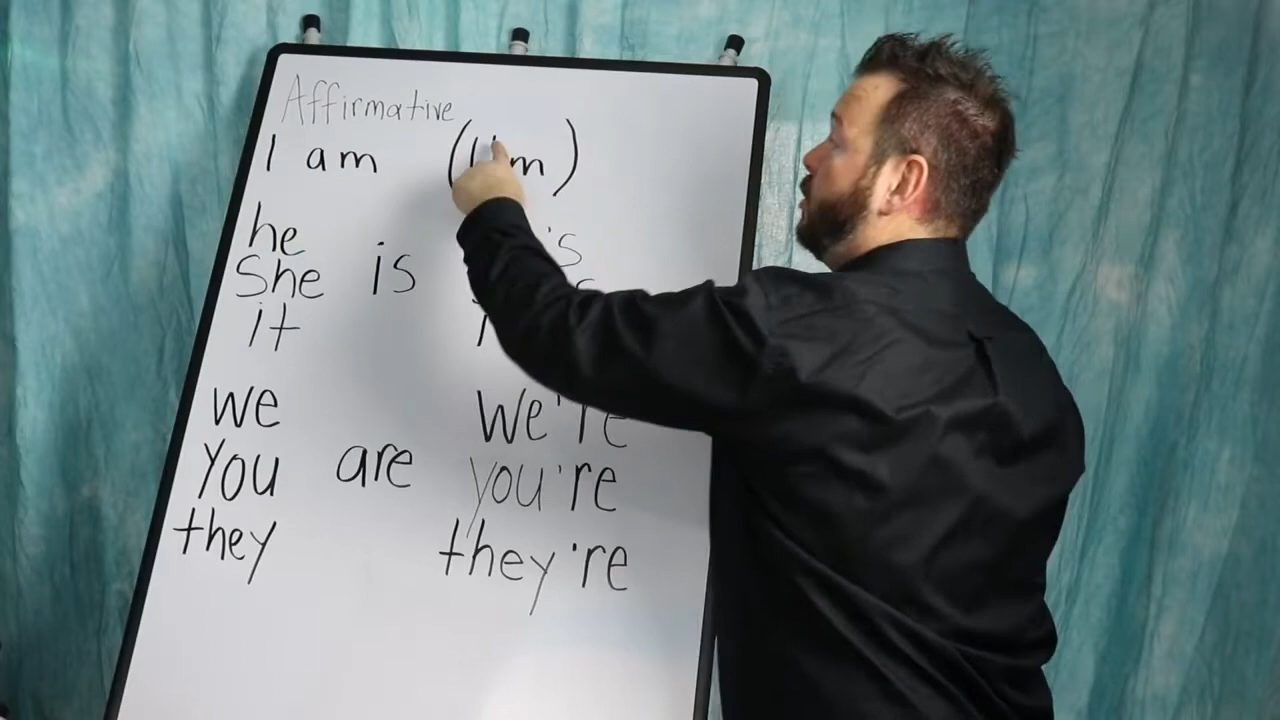 Affirmative
I am (I'm)
he 's
She is
it
we we're
You are you're
they they're